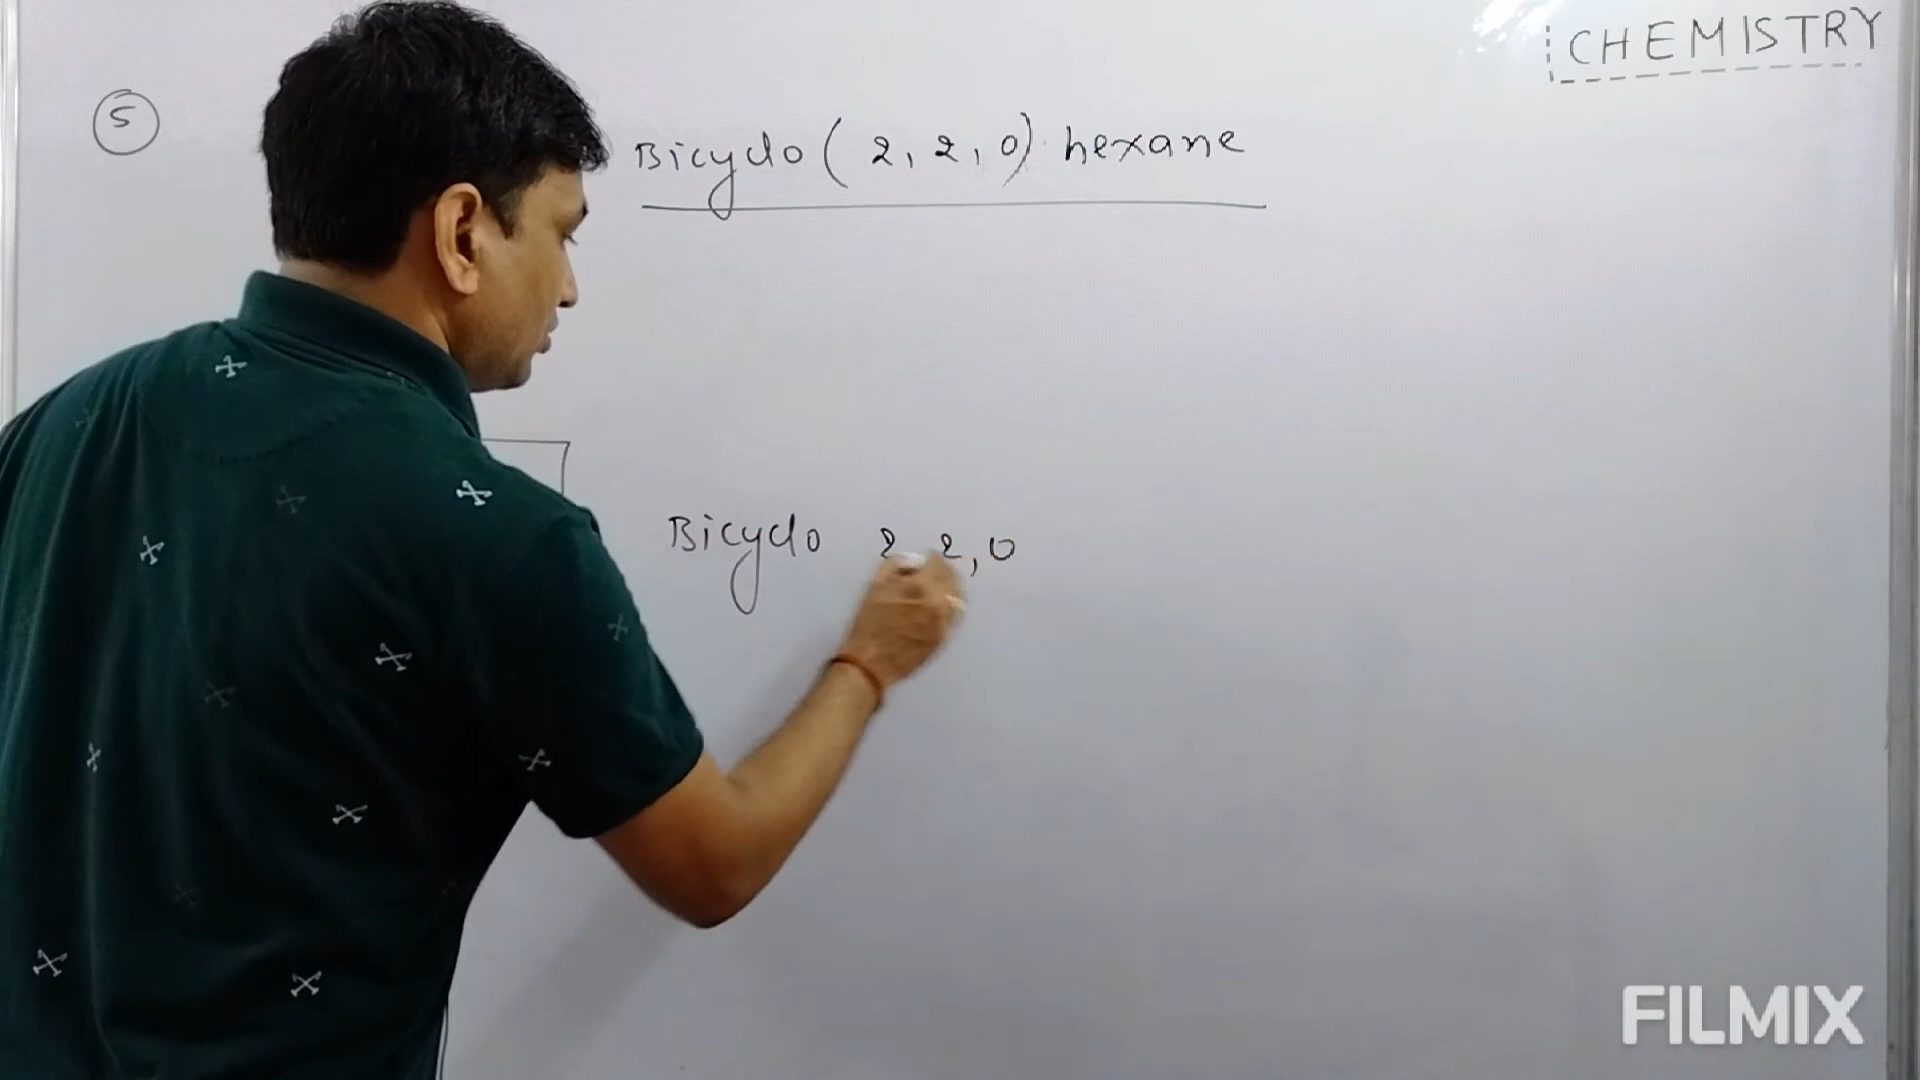 CHEMISTRY
5
Bicyclo ( 2, 2, 0) hexane
Bicyclo 2, 2, 0
FILMIX